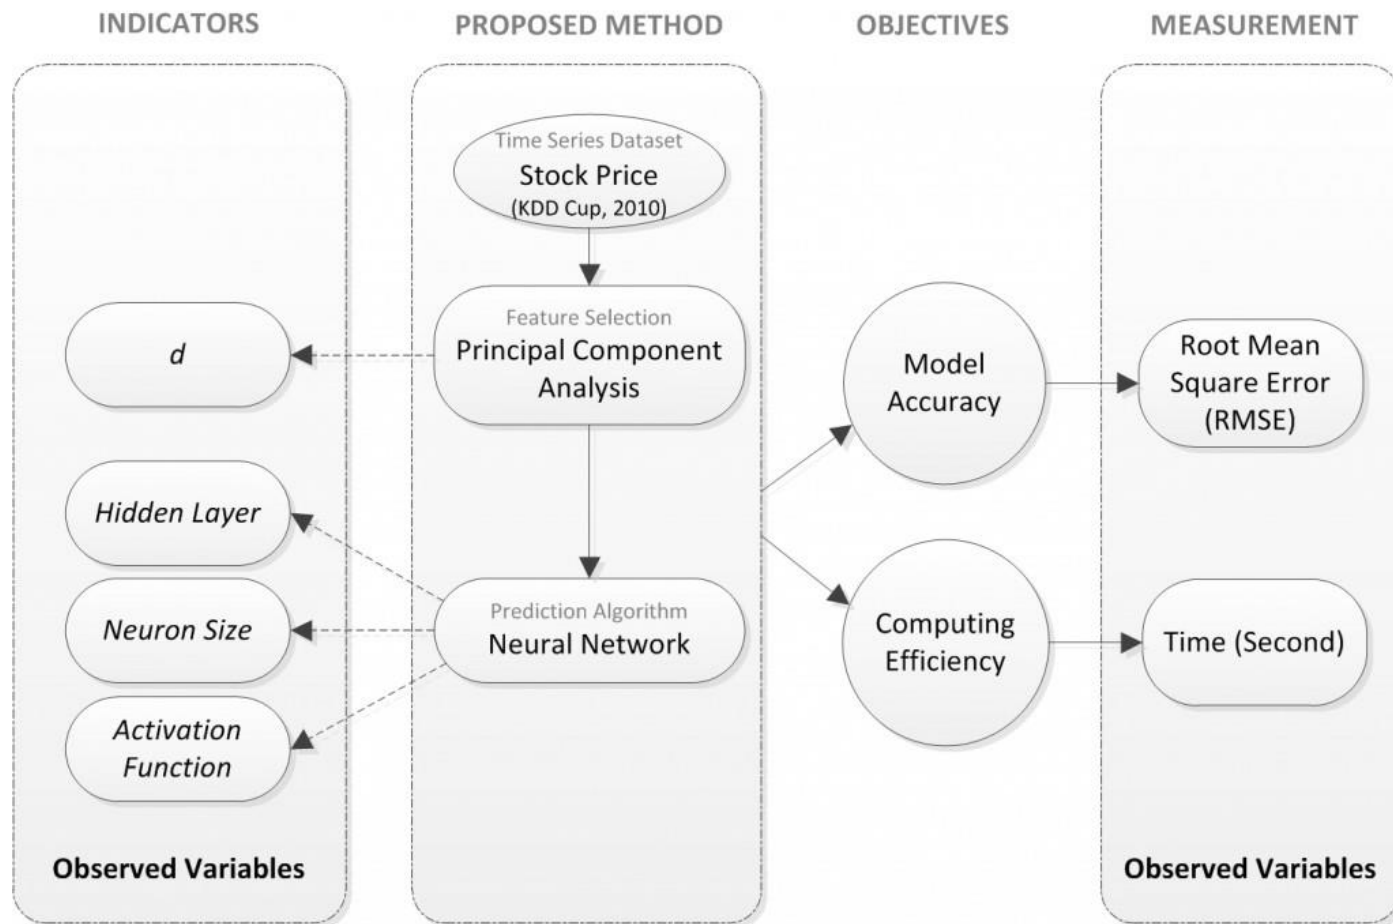 INDICATORS
PROPOSED METHOD
OBJECTIVES
MEASUREMENT
Time Series Dataset
Stock Price
(KDD Cup, 2010)
Feature Selection
Principal Component
Analysis
d
Hidden Layer
Neuron Size
Activation
Function
Prediction Algorithm
Neural Network
Model
Accuracy
Computing
Efficiency
Root Mean
Square Error
(RMSE)
Time (Second)
Observed Variables
Observed Variables